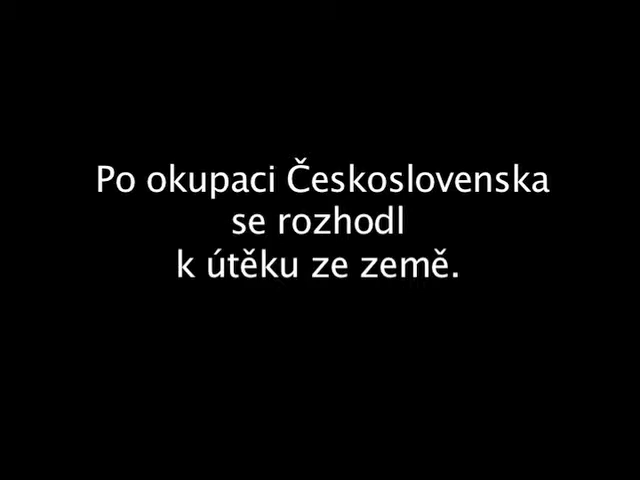 Po okupaci Československa
se rozhodl
k útěku ze země.